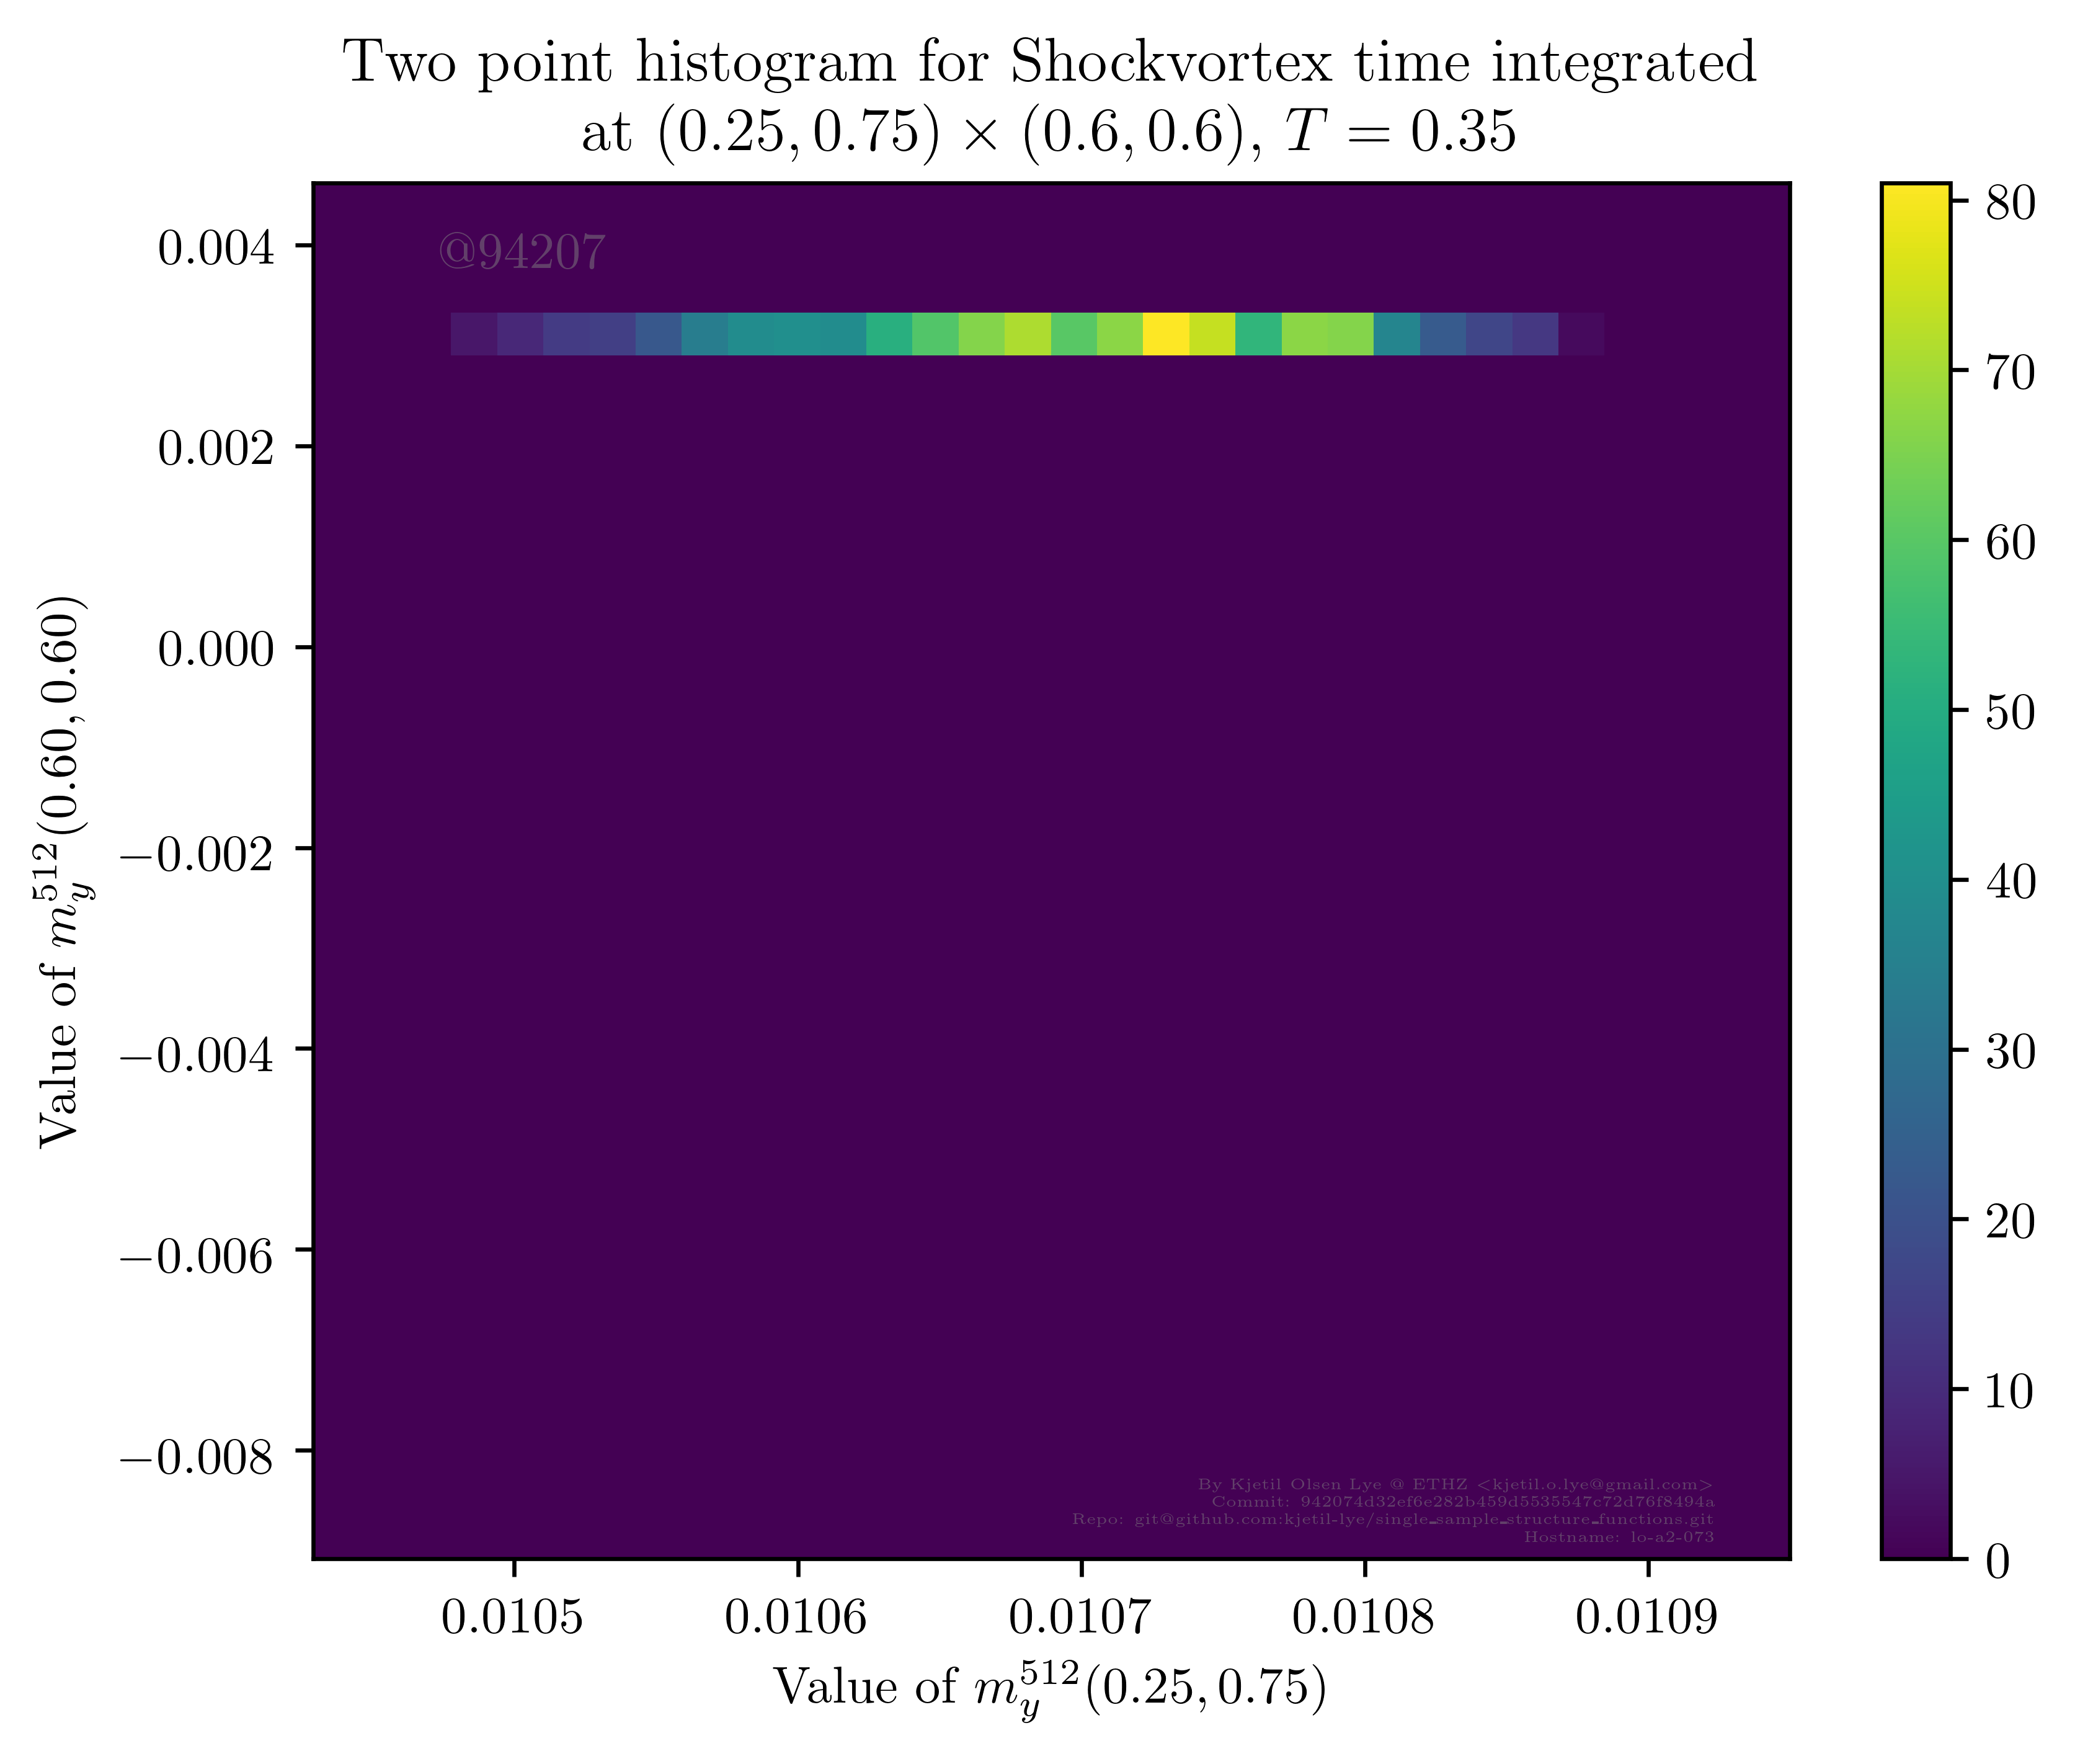 Two point histogram for Shockvortex time integrated
at (0.25, 0.75) × (0.6, 0.6), T = 0.35
@94207
0.004
0.002
0.000
−0.002
−0.004
−0.006
−0.008
Value of m_y^512(0.60, 0.60)
80
70
60
50
40
30
20
10
0
By Kjetil Olsen Lye @ ETHZ <kjetil.o.lye@gmail.com>
Commit: 942074d32ef6e282b459d5535547c72d76f8494a
Repo: git@github.com:kjetil-lye/single_sample_structure_functions.git
Hostname: lo-a2-073
0.0105 0.0106 0.0107 0.0108 0.0109
Value of m_y^512(0.25, 0.75)